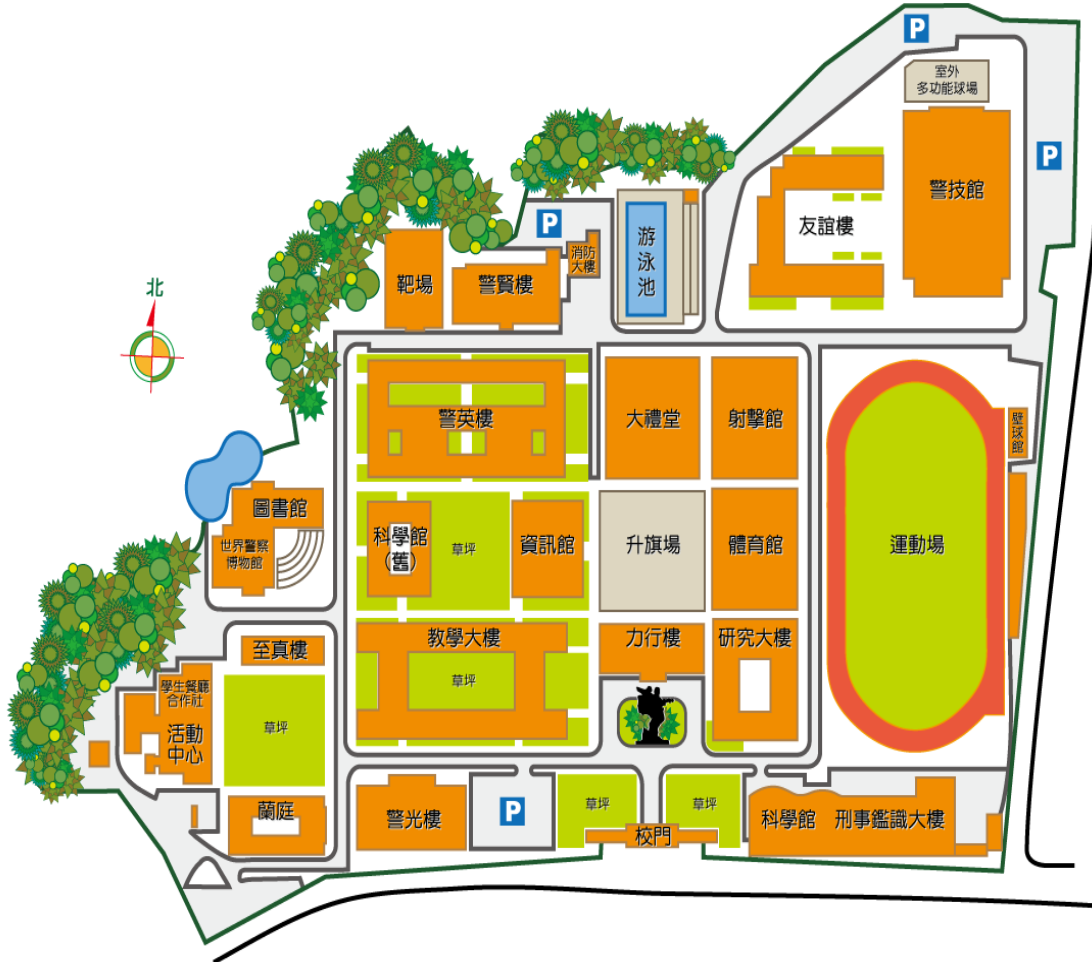 P
室外
多功能球場
P
警技館
友誼樓
P
消防
大樓
游
泳
池
靶場
警賢樓
北
警英樓
大禮堂
射擊館
壁
球
館
圖書館
世界警察
博物館
科學館
(舊)
草坪
資訊館
升旗場
體育館
運動場
教學大樓
力行樓
研究大樓
至真樓
草坪
學生餐廳
合作社
活動
中心
草坪
蘭庭
警光樓
P
草坪
草坪
校門
科學館
刑事鑑識大樓